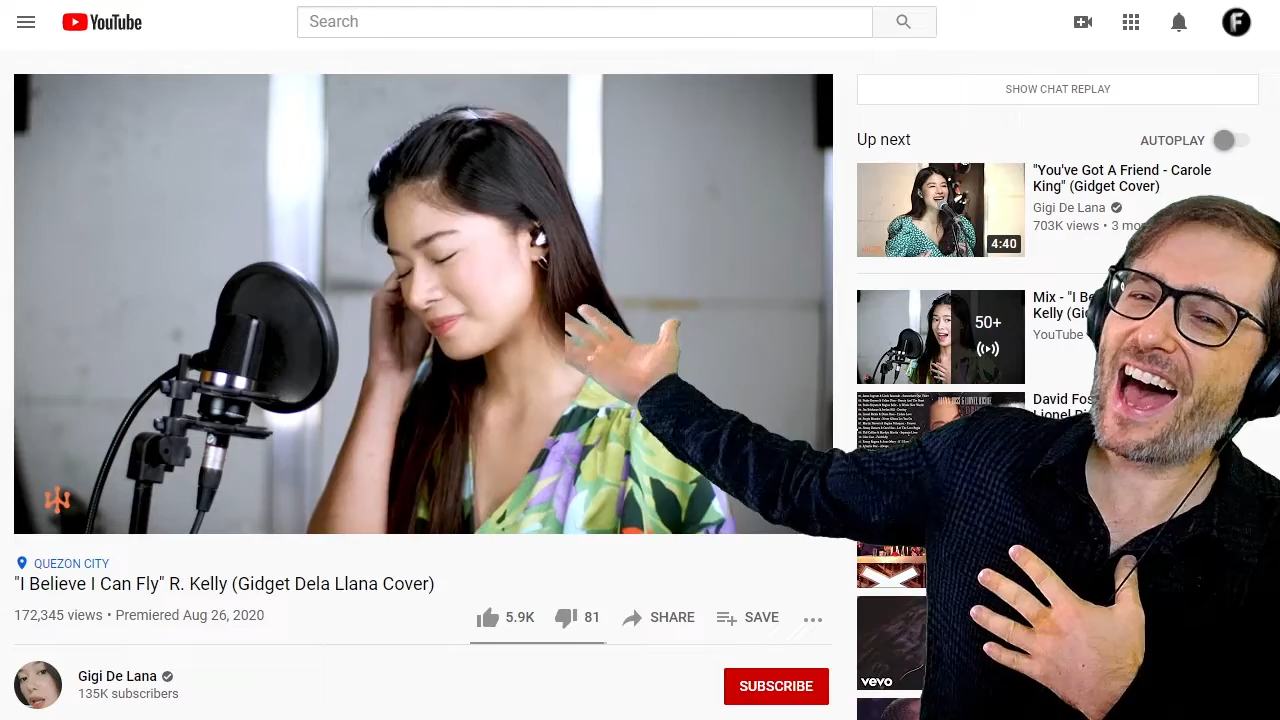 YouTube
Search
F
SHOW CHAT REPLAY
Up next
AUTOPLAY
"You've Got A Friend - Carole
King" (Gidget Cover)
Gigi De Lana
703K views • 3 mo
4:40
Mix - "I Be
Kelly (Gi
YouTube
50+
David Fos
Lionel Ri
QUEZON CITY
"I Believe I Can Fly" R. Kelly (Gidget Dela Llana Cover)
172,345 views • Premiered Aug 26, 2020
5.9K
81
SHARE
SAVE
Gigi De Lana
135K subscribers
SUBSCRIBE
vevo